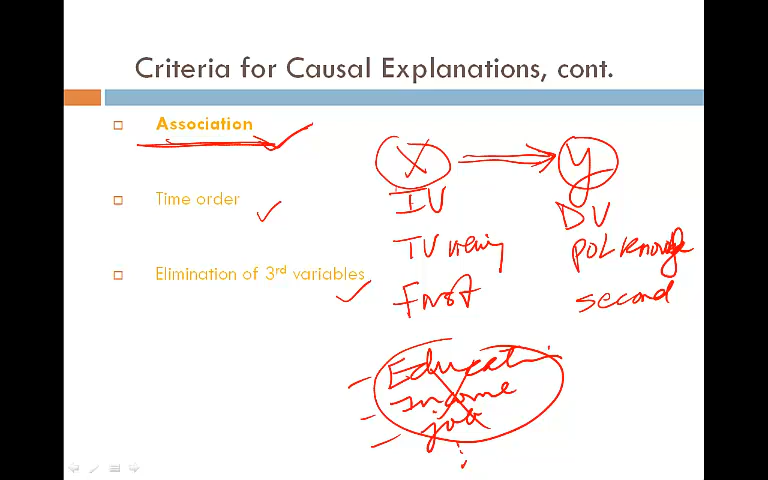 Criteria for Causal Explanations, cont.
Association
Time order
Elimination of 3rd variables
X
Y
IV
DV
TV viewing
POL Knowledge
First
second
Education
Income
job